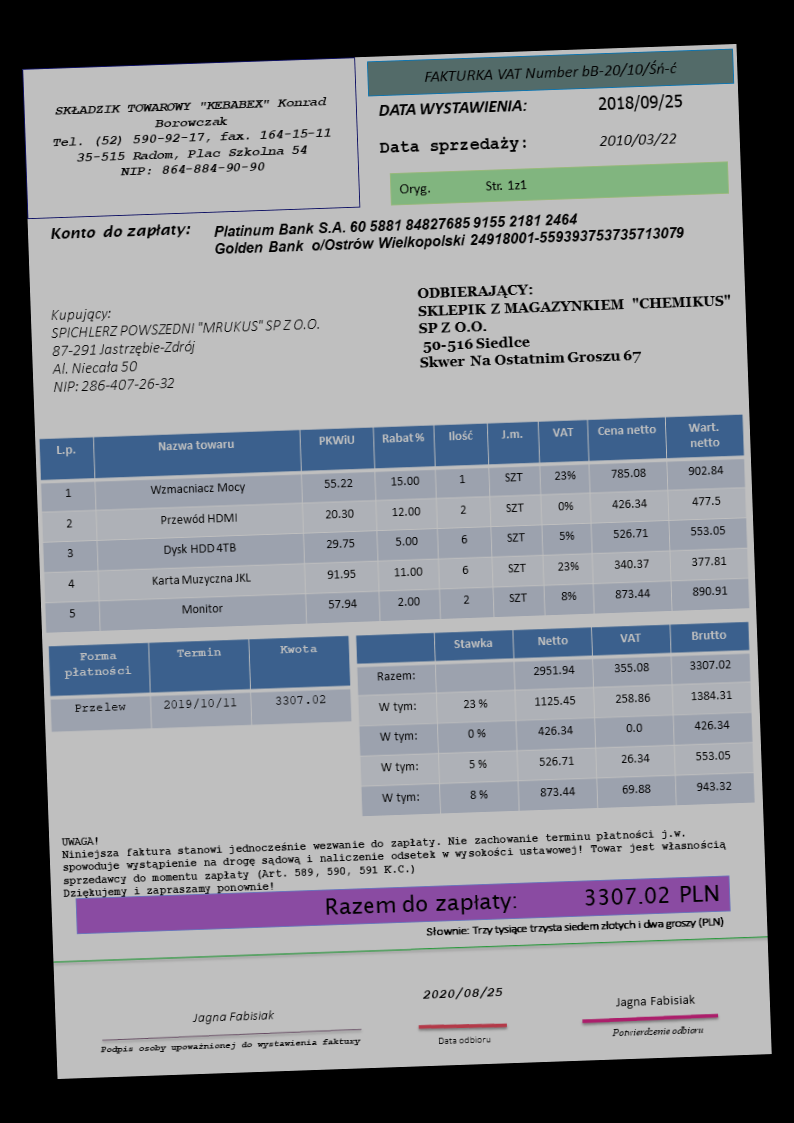 SKŁADZIK TOWAROWY "KEBABEX" Konrad
Borowczak
Tel. (52) 590-92-17, fax. 164-15-11
35-515 Radom, Plac Szkolna 54
NIP: 864-884-90-90
FAKTURKA VAT Number bB-20/10/Śń-ć
DATA WYSTAWIENIA: 2018/09/25
Data sprzedaży: 2010/03/22
Oryg. Str. 1z1
Konto do zapłaty: Platinum Bank S.A. 60 5881 84827685 9155 2181 2464
Golden Bank o/Ostrów Wielkopolski 24918001-559393753735713079
Kupujący:
SPICHLERZ POWSZEDNI "MRUKUS" SP Z O.O.
87-291 Jastrzębie-Zdrój
Al. Niecała 50
NIP: 286-407-26-32
ODBIERAJĄCY:
SKLEPIK Z MAGAZYNKIEM "CHEMIKUS"
SP Z O.O.
50-516 Siedlce
Skwer Na Ostatnim Groszu 67
L.p. Nazwa towaru PKWiU Rabat % Ilość J.m. VAT Cena netto Wart. netto
1 Wzmacniacz Mocy 55.22 15.00 1 SZT 23% 785.08 902.84
2 Przewód HDMI 20.30 12.00 2 SZT 0% 426.34 477.5
3 Dysk HDD 4TB 29.75 5.00 6 SZT 5% 526.71 553.05
4 Karta Muzyczna JKL 91.95 11.00 6 SZT 23% 340.37 377.81
5 Monitor 57.94 2.00 2 SZT 8% 873.44 890.91
Forma płatności Termin Kwota
Przelew 2019/10/11 3307.02
Stawka Netto VAT Brutto
Razem: 2951.94 355.08 3307.02
W tym: 23 % 1125.45 258.86 1384.31
W tym: 0 % 426.34 0.0 426.34
W tym: 5 % 526.71 26.34 553.05
W tym: 8 % 873.44 69.88 943.32
UWAGA!
Niniejsza faktura stanowi jednocześnie wezwanie do zapłaty. Nie zachowanie terminu płatności j.w.
spowoduje wystąpienie na drogę sądową i naliczenie odsetek w wysokości ustawowej! Towar jest własnością
sprzedawcy do momentu zapłaty (Art. 589, 590, 591 K.C.)
Dziękujemy i zapraszamy ponownie!
Razem do zapłaty: 3307.02 PLN
Słownie: Trzy tysiące trzysta siedem złotych i dwa groszy (PLN)
Jagna Fabisiak
Podpis osoby upoważnionej do wystawienia faktury
2020/08/25
Data odbioru
Jagna Fabisiak
Potwierdzenie odbioru